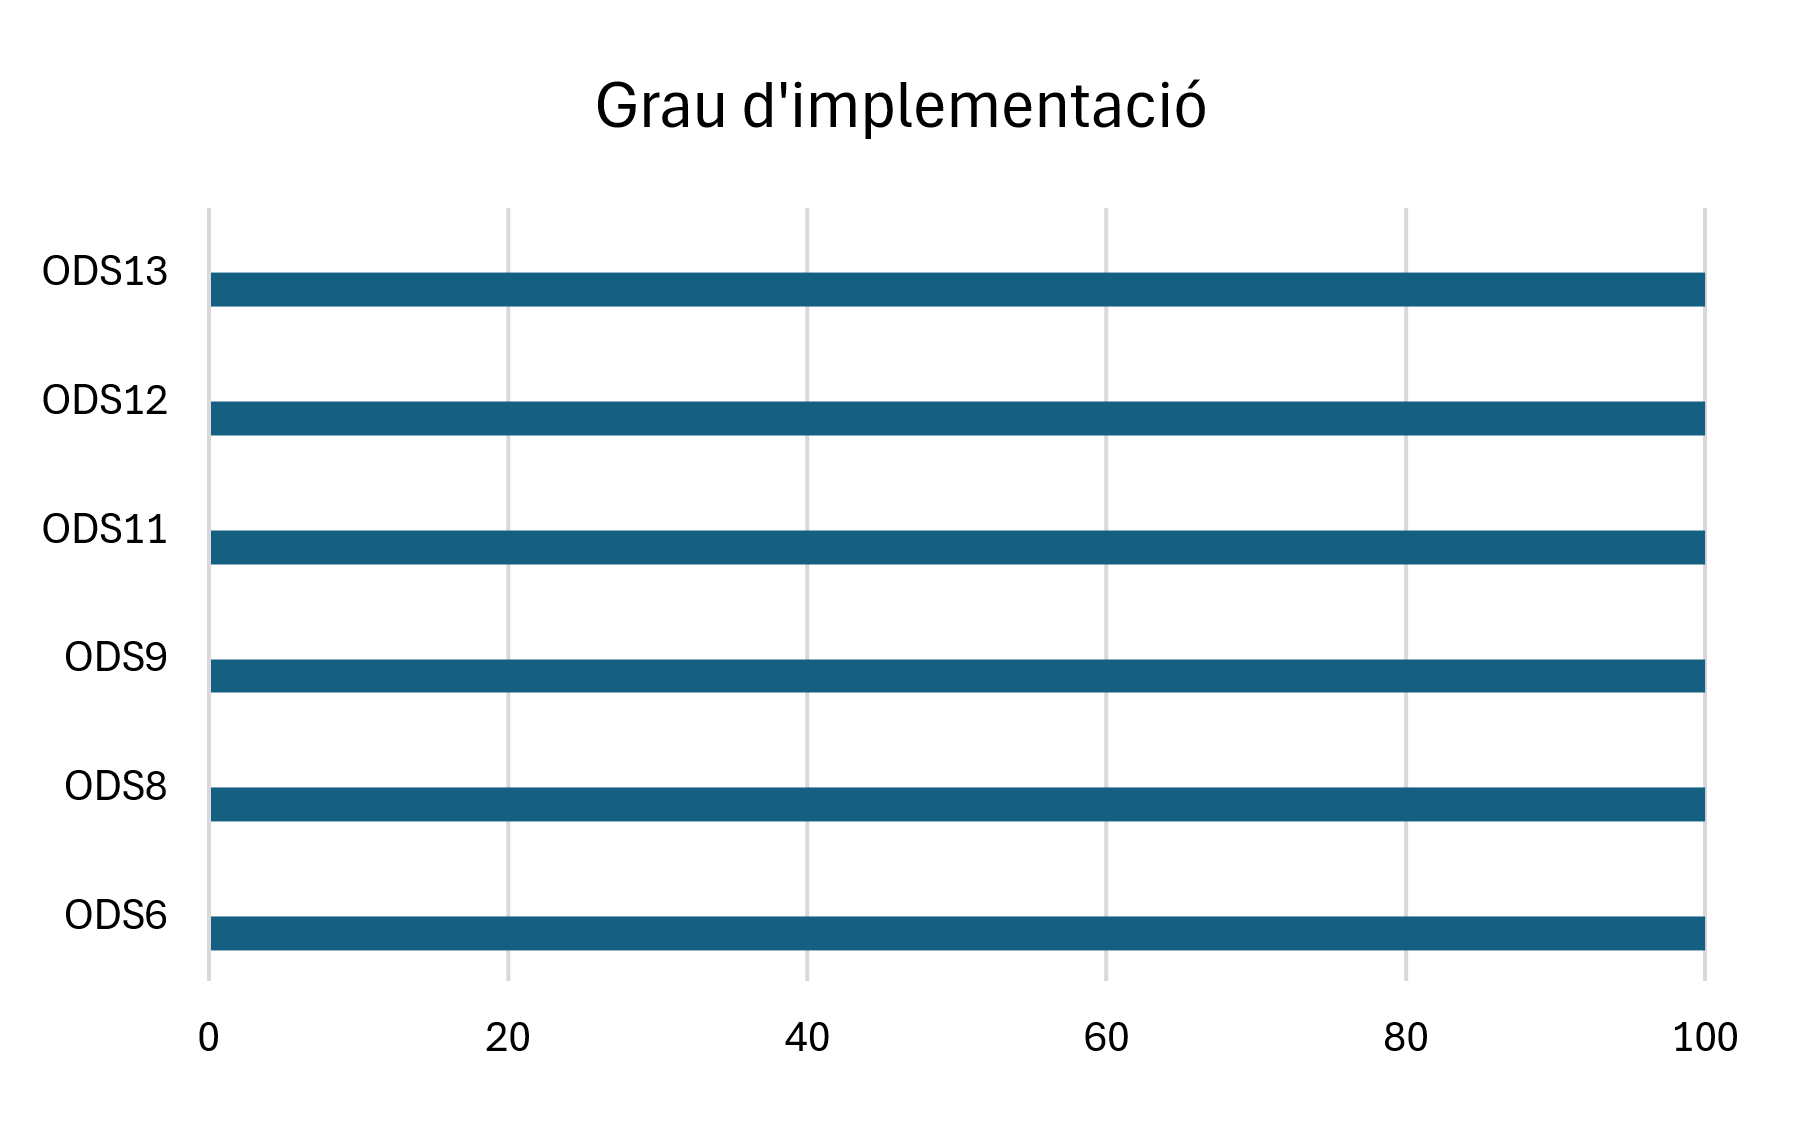 Grau d'implementació
ODS13
ODS12
ODS11
ODS9
ODS8
ODS6
0 20 40 60 80 100